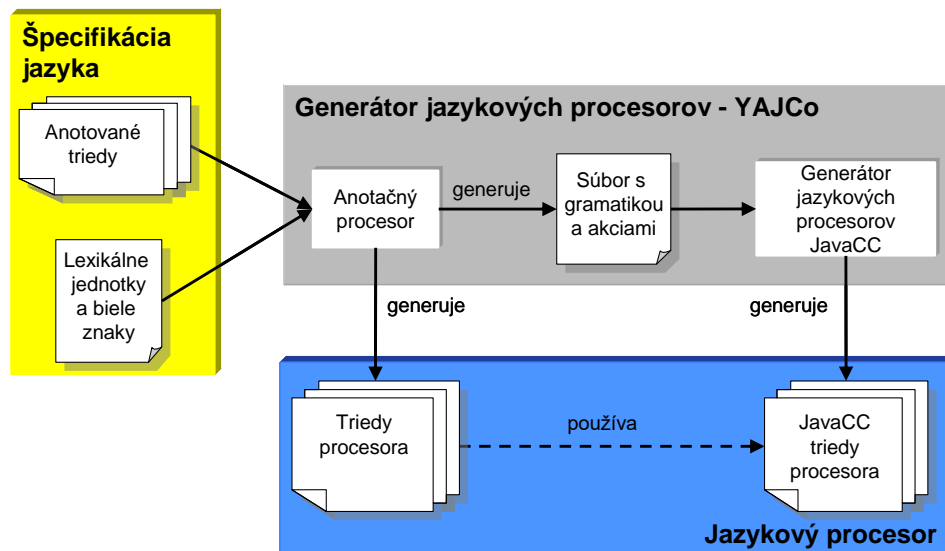 Špecifikácia
jazyka
Anotované
triedy
Lexikálne
jednotky
a biele
znaky
Generátor jazykových procesorov - YAJCo
Anotačný
procesor
generuje
Súbor s
gramatikou
a akciami
Generátor
jazykových
procesorov
JavaCC
generuje
generuje
Triedy
procesora
používa
JavaCC
triedy
procesora
Jazykový procesor